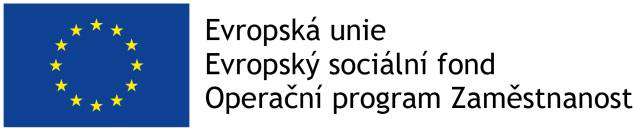 Evropská unie
Evropský sociální fond
Operační program Zaměstnanost